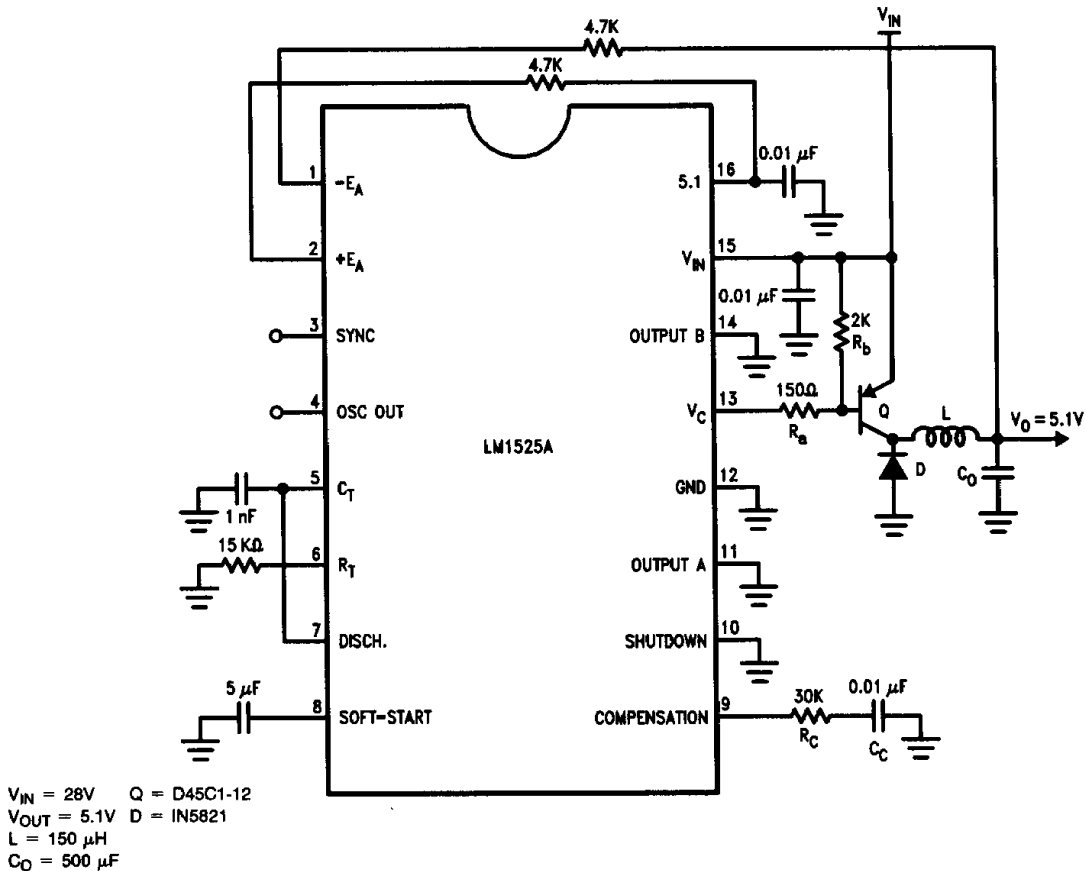 4.7K
V_IN
4.7K
0.01 µF
1 -E_A
16 5.1
2 +E_A
15 V_IN
0.01 µF
3 SYNC
14 OUTPUT B
2K
R_b
4 OSC OUT
13 V_C
150Ω
R_a
Q
L
V_O = 5.1V
LM1525A
D
C_O
5 C_T
12 GND
1 nF
15 KΩ
6 R_T
11 OUTPUT A
7 DISCH.
10 SHUTDOWN
5 µF
8 SOFT-START
9 COMPENSATION
30K
R_C
0.01 µF
C_C
V_IN = 28V Q = D45C1-12
V_OUT = 5.1V D = IN5821
L = 150 µH
C_O = 500 µF